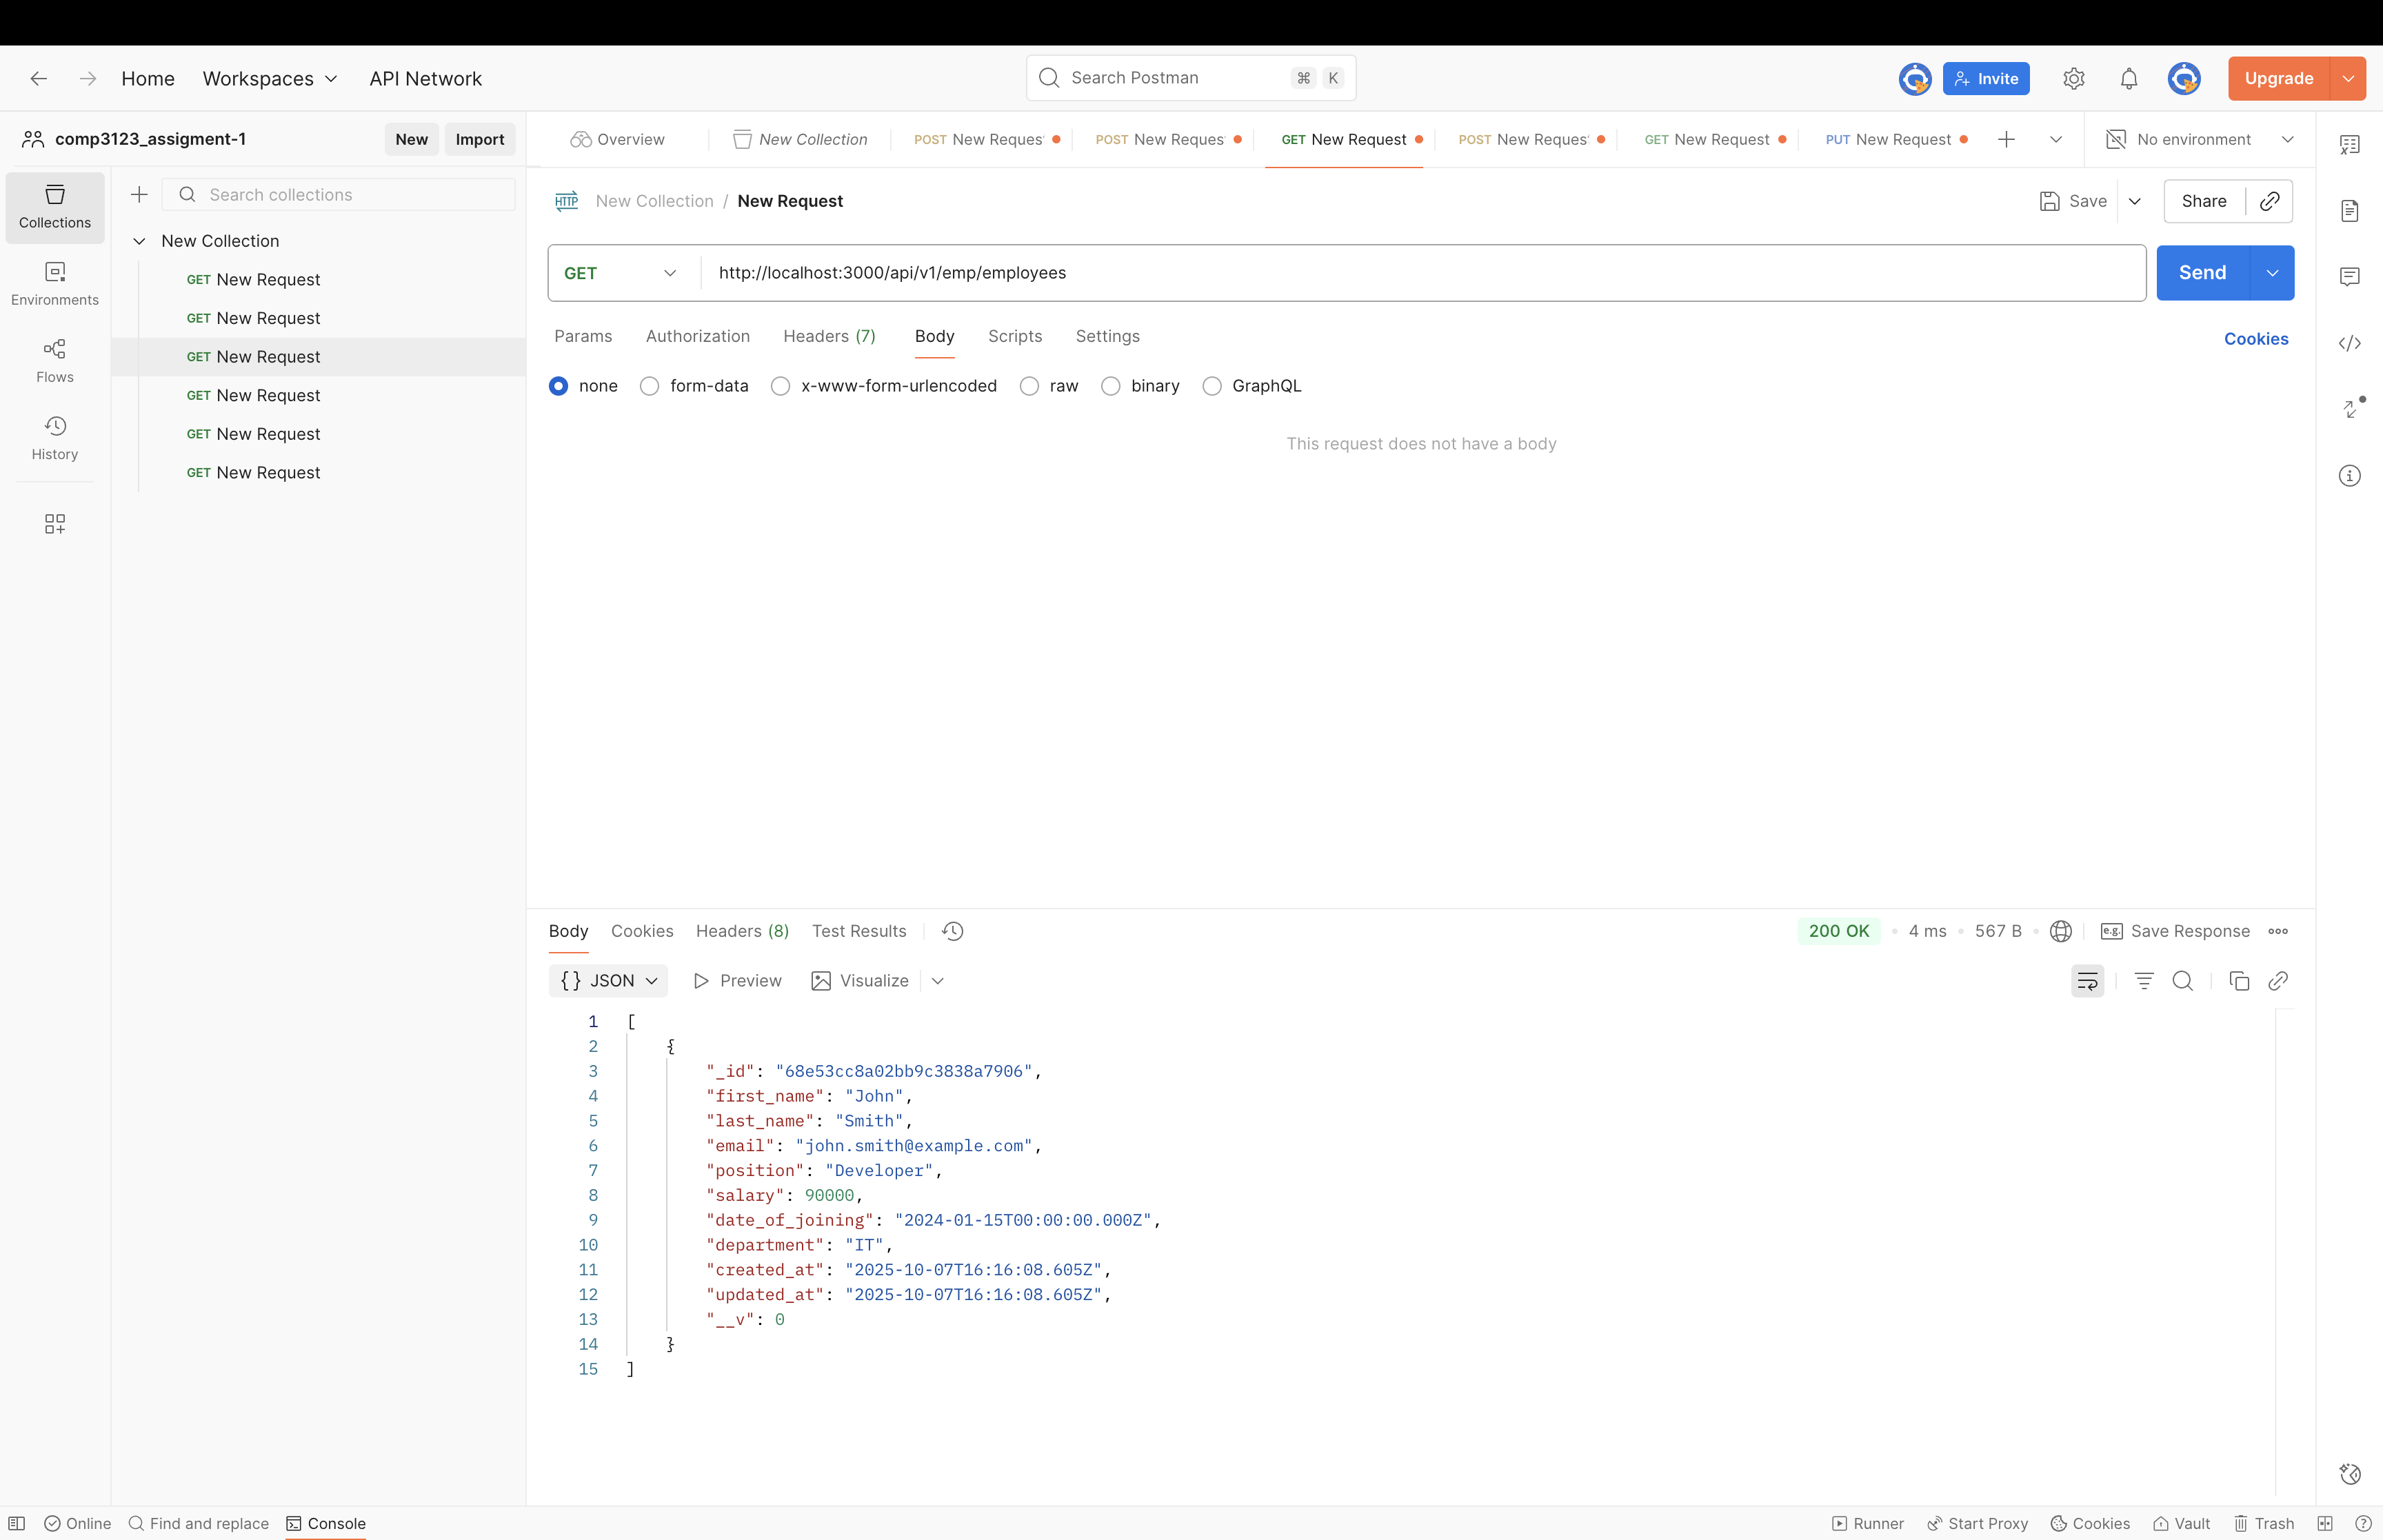 Home Workspaces API Network Search Postman ⌘ K Invite Upgrade
comp3123_assigment-1 New Import
Overview New Collection POST New Reques POST New Reques GET New Request POST New Reques GET New Request PUT New Request No environment
Collections
Environments
Flows
History
Search collections
New Collection
GET New Request
GET New Request
GET New Request
GET New Request
GET New Request
GET New Request
HTTP New Collection / New Request Save Share
GET http://localhost:3000/api/v1/emp/employees Send
Params Authorization Headers (7) Body Scripts Settings Cookies
none form-data x-www-form-urlencoded raw binary GraphQL
This request does not have a body
Body Cookies Headers (8) Test Results 200 OK • 4 ms • 567 B • e.g. Save Response
{} JSON Preview Visualize
1 [
2 {
3 "_id": "68e53cc8a02bb9c3838a7906",
4 "first_name": "John",
5 "last_name": "Smith",
6 "email": "john.smith@example.com",
7 "position": "Developer",
8 "salary": 90000,
9 "date_of_joining": "2024-01-15T00:00:00.000Z",
10 "department": "IT",
11 "created_at": "2025-10-07T16:16:08.605Z",
12 "updated_at": "2025-10-07T16:16:08.605Z",
13 "__v": 0
14 }
15 ]
Online Find and replace Console Runner Start Proxy Cookies Vault Trash